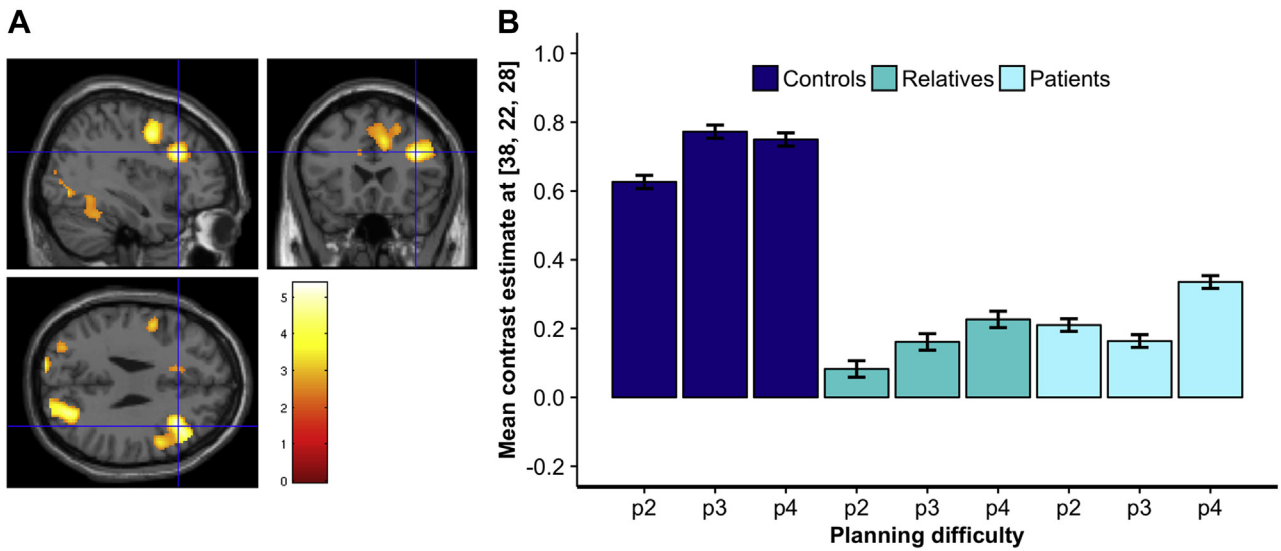 A
B
5
4
3
2
1
0
Mean contrast estimate at [38, 22, 28]
1.0
0.8
0.6
0.4
0.2
0.0
-0.2
Controls Relatives Patients
p2 p3 p4 p2 p3 p4 p2 p3 p4
Planning difficulty